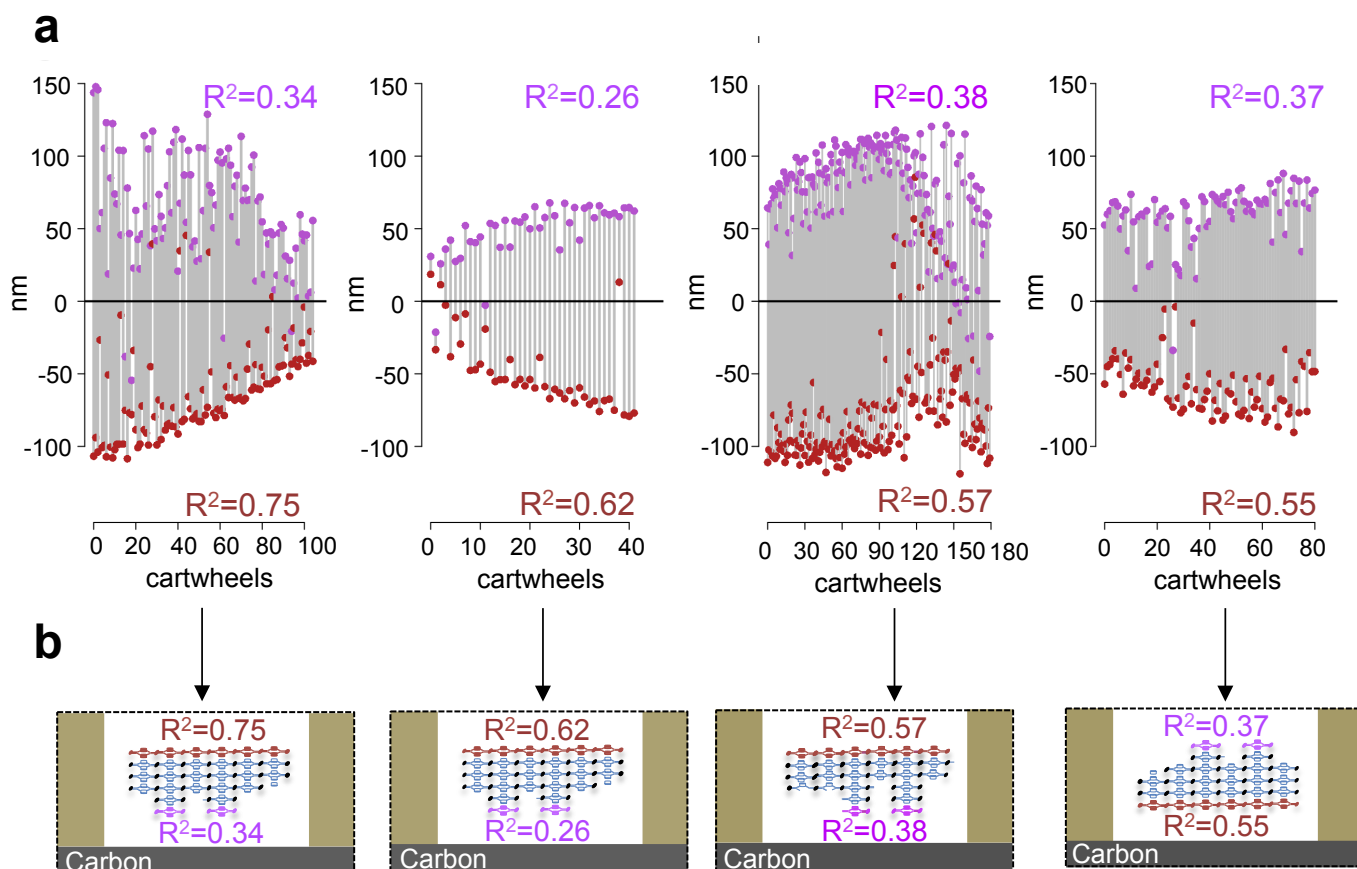 a
150
100
50
0
-50
-100
nm
R²=0.34
R²=0.75
0 20 40 60 80 100
cartwheels
150
100
50
0
-50
-100
nm
R²=0.26
R²=0.62
0 10 20 30 40
cartwheels
150
100
50
0
-50
-100
nm
R²=0.38
R²=0.57
0 30 60 90 120 150 180
cartwheels
150
100
50
0
-50
-100
nm
R²=0.37
R²=0.55
0 20 40 60 80
cartwheels
b
R²=0.75
R²=0.34
Carbon
R²=0.62
R²=0.26
Carbon
R²=0.57
R²=0.38
Carbon
R²=0.37
R²=0.55
Carbon